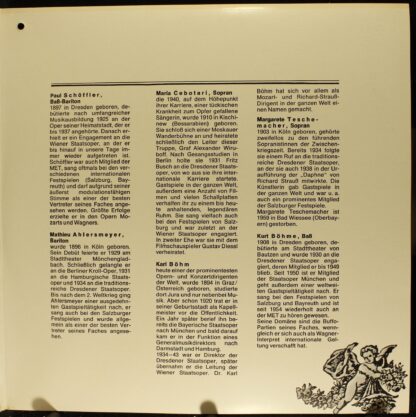 Paul Schöffler,
Baß-Bariton
1897 in Dresden geboren, de-
bütierte nach umfangreicher
Musikausbildung 1925 an der
Oper seiner Heimatstadt, der er
bis 1937 angehörte. Danach er-
hielt er ein Engagement an die
Wiener Staatsoper, an der er
bis hinauf in unsere Tage im-
mer wieder aufgetreten ist.
Schöffler war auch Mitglied der
MET, sang oftmals bei den ver-
schiedenen internationalen
Festspielen (Salzburg, Bay-
reuth) und darf aufgrund seiner
äußerst modulationsfähigen
Stimme als einer der besten
Vertreter seines Faches ange-
sehen werden. Größte Erfolge
erzielte er in den Opern Mo-
zarts und Wagners.
Mathieu Ahlersmeyer,
Bariton
wurde 1896 in Köln geboren.
Sein Debüt feierte er 1929 am
Stadttheater Mönchenglad-
bach. Schließlich gelangte er
an die Berliner Kroll-Oper, 1931
an die Hamburgische Staats-
oper und 1934 an die traditions-
reiche Dresdener Staatsoper.
Bis nach dem 2. Weltkrieg ging
Ahlersmeyer einer ausgedehn-
ten Gastspieltätigkeit nach, er
sang auch bei den Salzburger
Festspielen und wurde allge-
mein als einer der besten Ver-
treter seines Faches angese-
hen.
Maria Cebotari, Sopran
die 1940, auf dem Höhepunkt
ihrer Karriere, einer tückischen
Krankheit zum Opfer gefallene
Sängerin, wurde 1910 in Kischi-
new (Bessarabien) geboren.
Sie schloß sich einer Moskauer
Wanderbühne an und heiratete
schließlich den Leiter dieser
Truppe, Graf Alexander Wiru-
boff. Nach Gesangsstudien in
Berlin holte sie 1931 Fritz
Busch an die Dresdener Staats-
oper, von wo aus sie ihre inter-
nationale Karriere startete.
Gastspiele in der ganzen Welt,
außerdem eine Anzahl von Fil-
men und vielen Schallplatten
verhalfen ihr zu einem bis heu-
te anhaltenden, legendären
Ruhm. Sie sang vielfach auch
bei den Festspielen von Salz-
burg und war zuletzt an der
Wiener Staatsoper engagiert.
In zweiter Ehe war sie mit dem
Filmschauspieler Gustav Diessl
verheiratet.
Karl Böhm
heute einer der prominentesten
Opern- und Konzertdirigenten
der Welt, wurde 1894 in Graz/
Österreich geboren, studierte
dort Jura und nur nebenbei Mu-
sik. Aber schon 1920 trat er in
seiner Geburtsstadt als Kapell-
meister vor die Öffentlichkeit.
Ein Jahr später berief ihn be-
reits die Bayerische Staatsoper
nach München und bald darauf
kam er in der Funktion eines
Generalmusikdirektors nach
Darmstadt und Hamburg.
1934–43 war er Direktor der
Dresdener Staatsoper, später
übernahm er die Leitung der
Wiener Staatsoper. Dr. Karl
Böhm hat sich vor allem als
Mozart- und Richard-Strauß-
Dirigent in der ganzen Welt ei-
nen Namen gemacht.
Margarete Tesche-
macher, Sopran
1903 in Köln geboren, gehörte
zweifellos zu den führenden
Sopranistinnen der Zwischen-
kriegszeit. Bereits 1934 folgte
sie einem Ruf an die traditions-
reiche Dresdener Staatsoper,
an der sie auch 1938 in der Ur-
aufführung der "Daphne" von
Richard Strauß mitwirkte. Die
Künstlerin gab Gastspiele in
der ganzen Welt und war u. a.
auch ein prominentes Mitglied
der Salzburger Festspiele.
Margarete Teschemacher ist
1959 in Bad Wiessee (Oberbay-
ern) gestorben.
Kurt Böhme, Baß
1908 in Dresden geboren, de-
bütierte am Stadttheater von
Bautzen und wurde 1930 an die
Dresdener Staatsoper enga-
giert, deren Mitglied er bis 1949
blieb. Seit 1950 ist er Mitglied
der Staatsoper München und
geht außerdem einer weltwei-
ten Gastspieltätigkeit nach. Er
sang bei den Festspielen von
Salzburg und Bayreuth und ist
seit 1954 wiederholt auch an
der MET zu hören gewesen.
Seine Domäne sind die Buffo-
Partien seines Faches, wenn-
gleich er sich auch als Wagner-
Interpret internationale Gel-
tung verschafft hat.